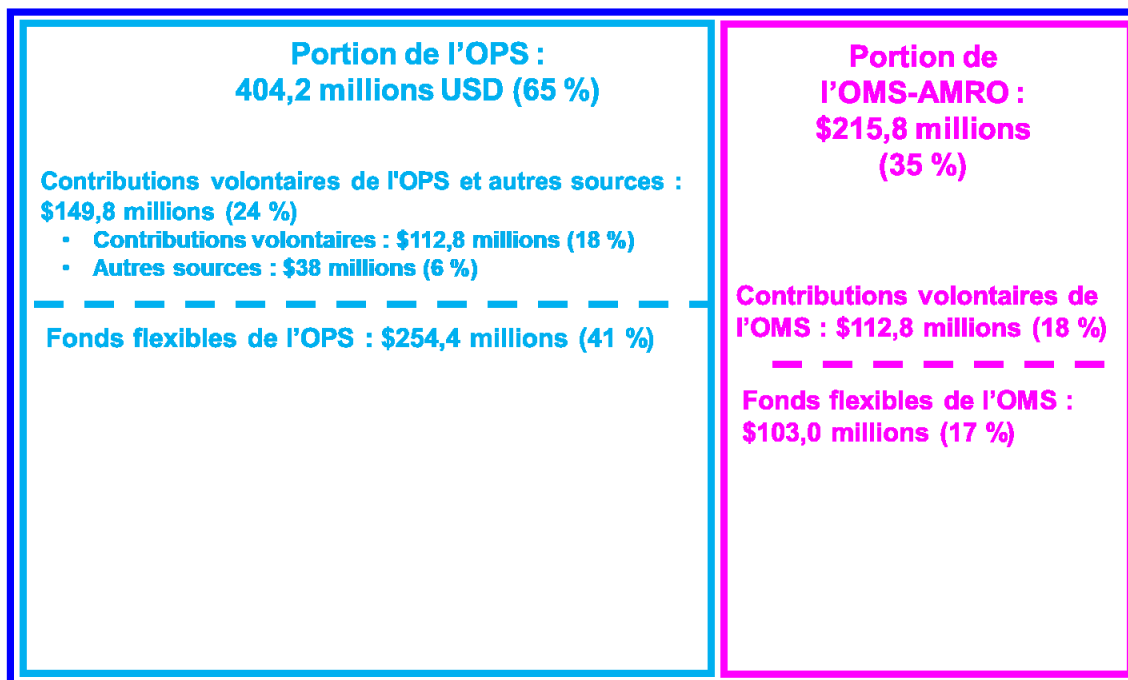 Portion de l’OPS :
404,2 millions USD (65 %)
Contributions volontaires de l'OPS et autres sources :
$149,8 millions (24 %)
• Contributions volontaires : $112,8 millions (18 %)
• Autres sources : $38 millions (6 %)
Fonds flexibles de l’OPS : $254,4 millions (41 %)
Portion de
l’OMS-AMRO :
$215,8 millions
(35 %)
Contributions volontaires de
l’OMS : $112,8 millions (18 %)
Fonds flexibles de l’OMS :
$103,0 millions (17 %)